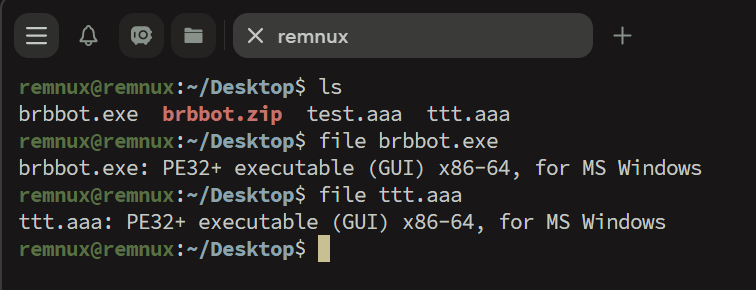 remnux
remnux@remnux:~/Desktop$ ls
brbbot.exe  brbbot.zip  test.aaa  ttt.aaa
remnux@remnux:~/Desktop$ file brbbot.exe
brbbot.exe: PE32+ executable (GUI) x86-64, for MS Windows
remnux@remnux:~/Desktop$ file ttt.aaa
ttt.aaa: PE32+ executable (GUI) x86-64, for MS Windows
remnux@remnux:~/Desktop$